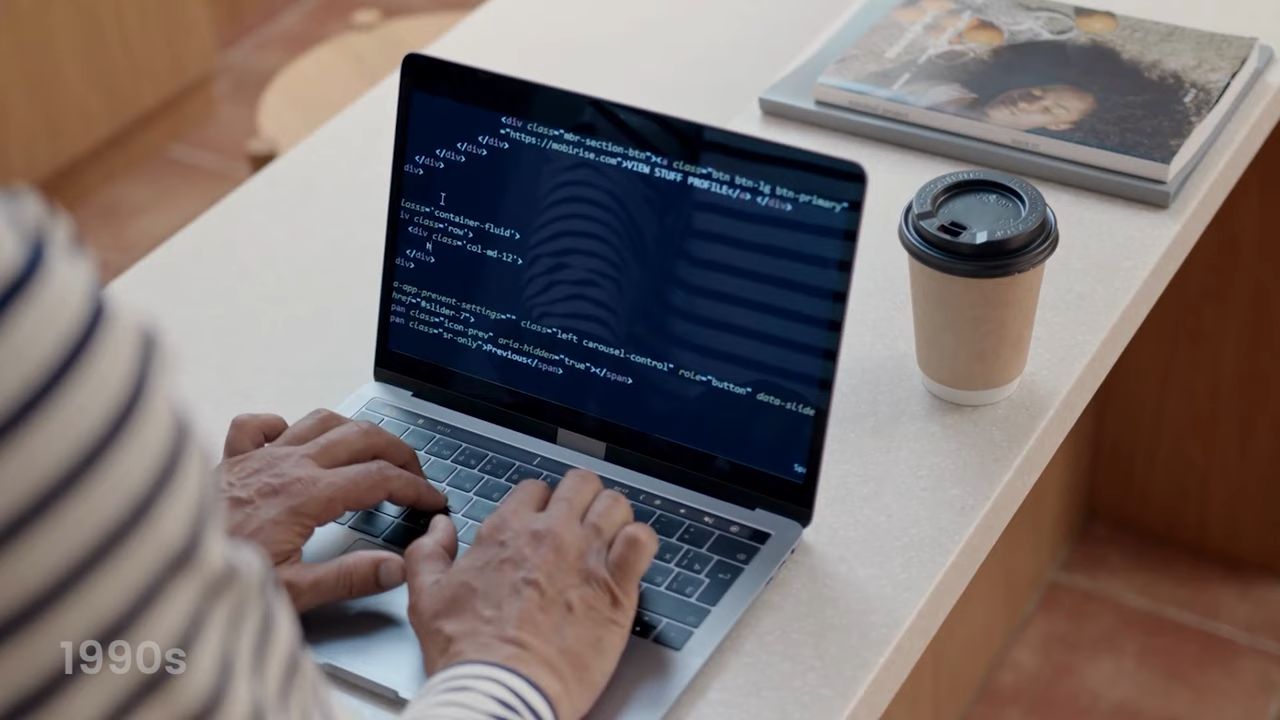 <div class="mbr-section-btn"><a class="btn btn-lg btn-primary"
="https://mobirise.com">VIEW STUFF PROFILE</a> </div>
</div>
</div>
</div>
div>
lasss='container-fluid'>
iv class='row'>
<div class='col-md-12'>
h
</div>
div>
a-app-prevent-settings="" class="left carousel-control" role="button" data-slide
href="#slider-7">
pan class="icon-prev" aria-hidden="true"></span>
pan class="sr-only">Previous</span>
1990s